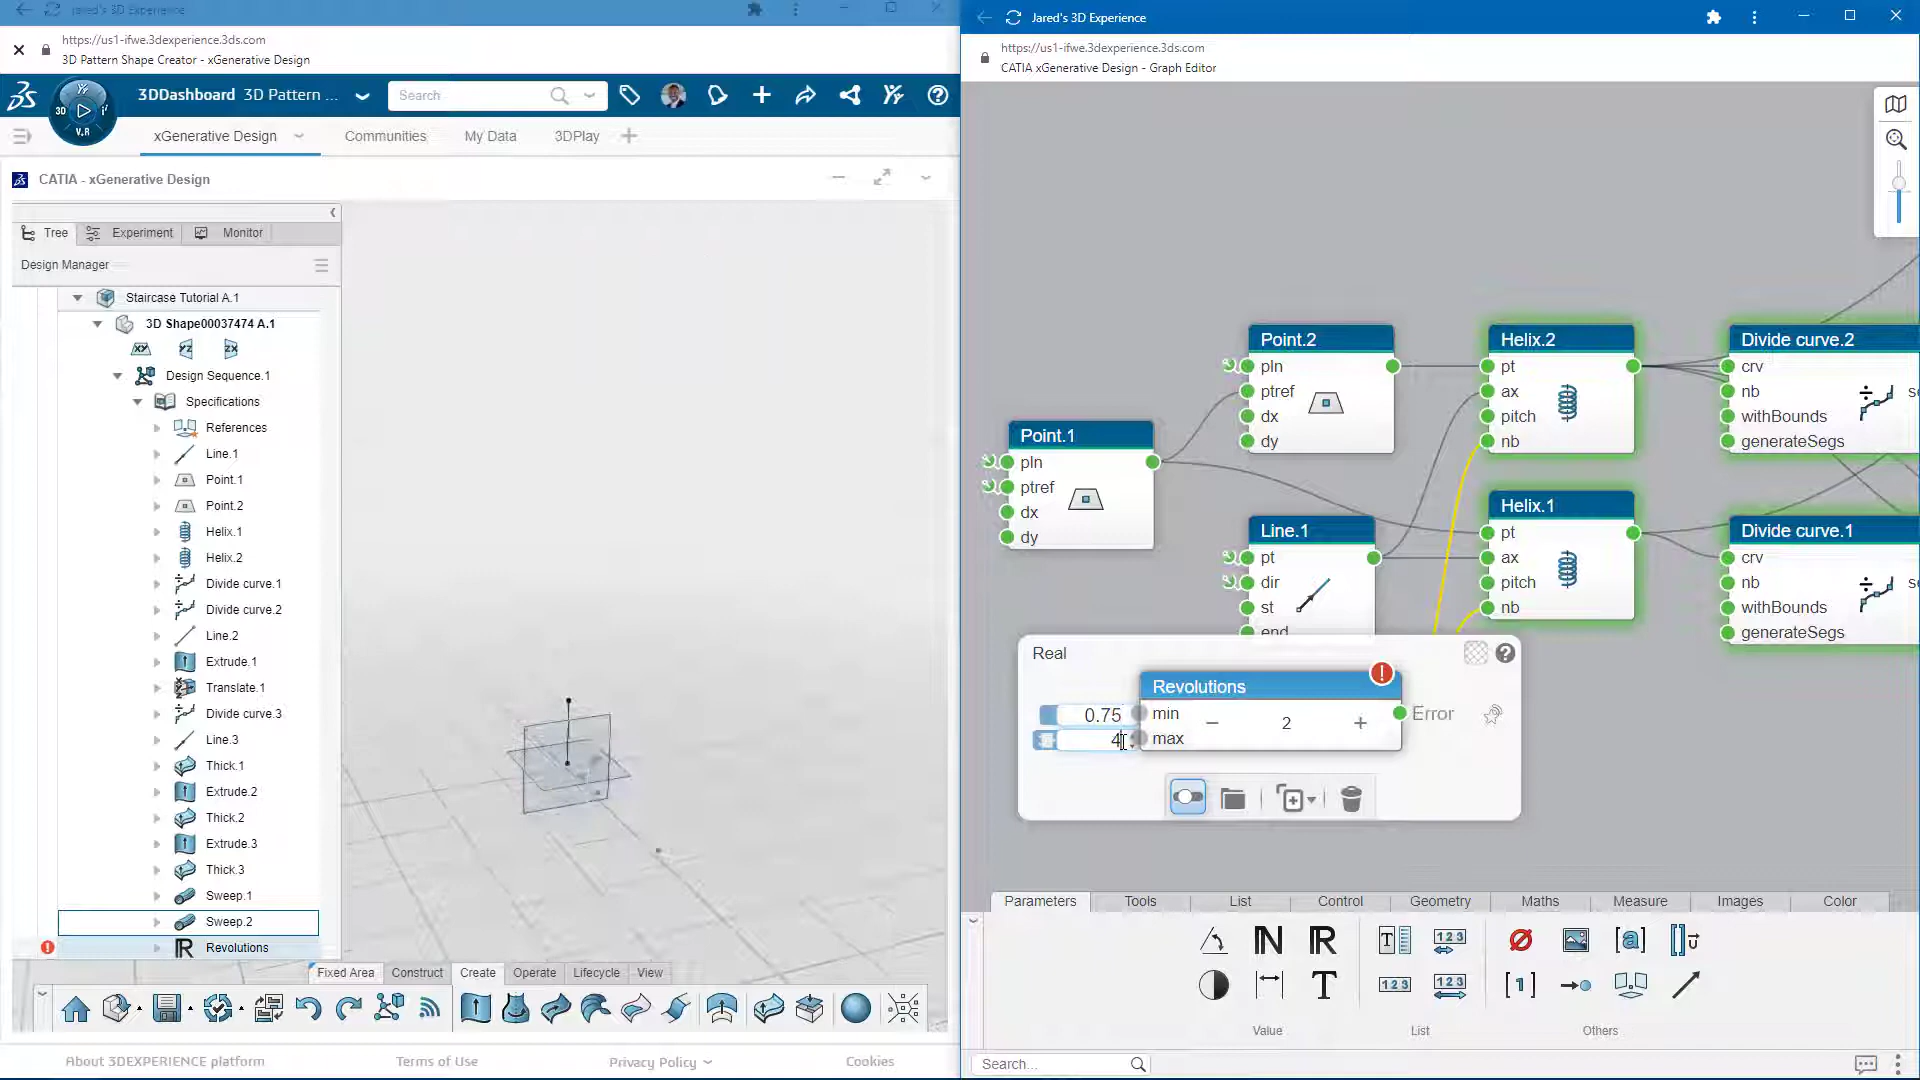 Jared's 3D Experience
https://us1-ifwe.3dexperience.3ds.com
3D Pattern Shape Creator - xGenerative Design
3D
V.R
3DDashboard 3D Pattern ...
Search
xGenerative Design
Communities
My Data
3DPlay
CATIA - xGenerative Design
Tree
Experiment
Monitor
Design Manager
Staircase Tutorial A.1
3D Shape00037474 A.1
XY
YZ
ZX
Design Sequence.1
Specifications
References
Line.1
Point.1
Point.2
Helix.1
Helix.2
Divide curve.1
Divide curve.2
Line.2
Extrude.1
Translate.1
Divide curve.3
Line.3
Thick.1
Extrude.2
Thick.2
Extrude.3
Thick.3
Sweep.1
Sweep.2
Revolutions
Fixed Area
Construct
Create
Operate
Lifecycle
View
About 3DEXPERIENCE platform
Terms of Use
Privacy Policy
Cookies
Jared's 3D Experience
https://us1-ifwe.3dexperience.3ds.com
CATIA xGenerative Design - Graph Editor
Point.1
pln
ptref
dx
dy
Point.2
pln
ptref
dx
dy
Line.1
pt
dir
st
end
Helix.2
pt
ax
pitch
nb
Helix.1
pt
ax
pitch
nb
Divide curve.2
crv
nb
withBounds
generateSegs
Divide curve.1
crv
nb
withBounds
generateSegs
Real
Revolutions
0.75
min
2
Error
4
max
Parameters
Tools
List
Control
Geometry
Maths
Measure
Images
Color
Value
List
Others
Search...